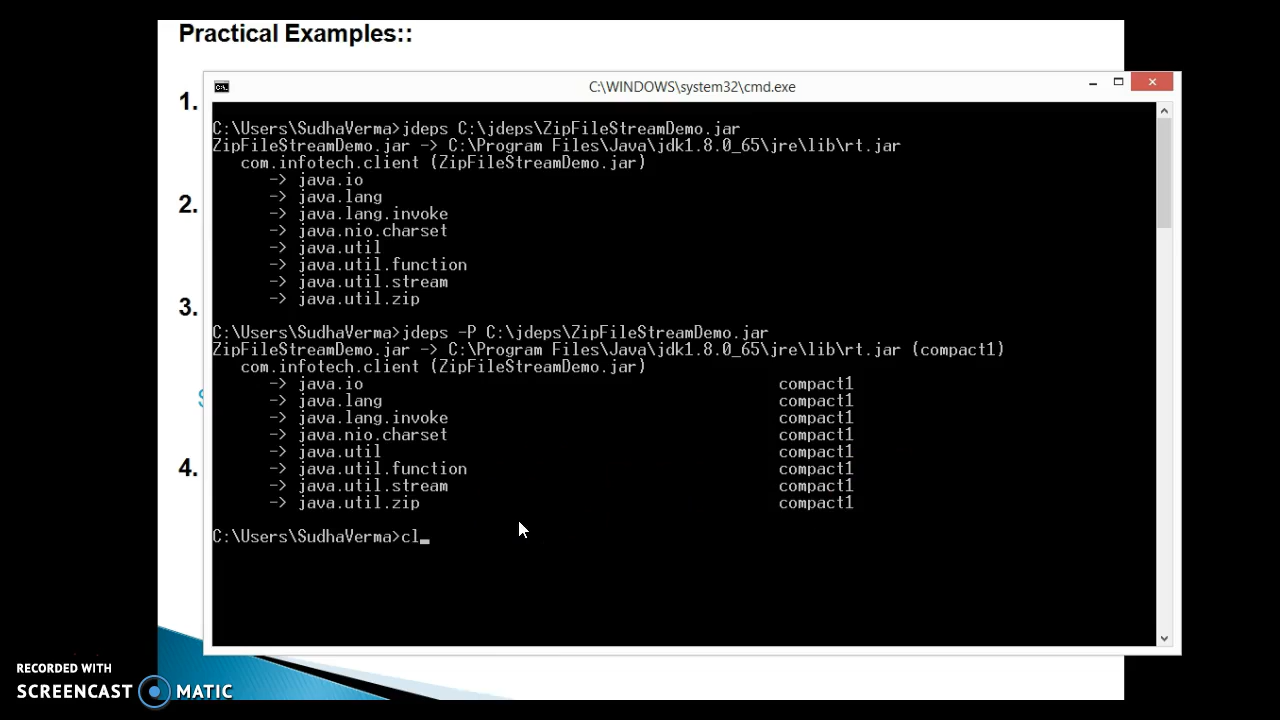 Practical Examples::
C:\WINDOWS\system32\cmd.exe
1.
2.
3.
S
4.
C:\Users\SudhaVerma>jdeps C:\jdeps\ZipFileStreamDemo.jar
ZipFileStreamDemo.jar -> C:\Program Files\Java\jdk1.8.0_65\jre\lib\rt.jar
com.infotech.client (ZipFileStreamDemo.jar)
-> java.io
-> java.lang
-> java.lang.invoke
-> java.nio.charset
-> java.util
-> java.util.function
-> java.util.stream
-> java.util.zip
C:\Users\SudhaVerma>jdeps -P C:\jdeps\ZipFileStreamDemo.jar
ZipFileStreamDemo.jar -> C:\Program Files\Java\jdk1.8.0_65\jre\lib\rt.jar (compact1)
com.infotech.client (ZipFileStreamDemo.jar)
-> java.io compact1
-> java.lang compact1
-> java.lang.invoke compact1
-> java.nio.charset compact1
-> java.util compact1
-> java.util.function compact1
-> java.util.stream compact1
-> java.util.zip compact1
C:\Users\SudhaVerma>cl_
RECORDED WITH
SCREENCAST MATIC